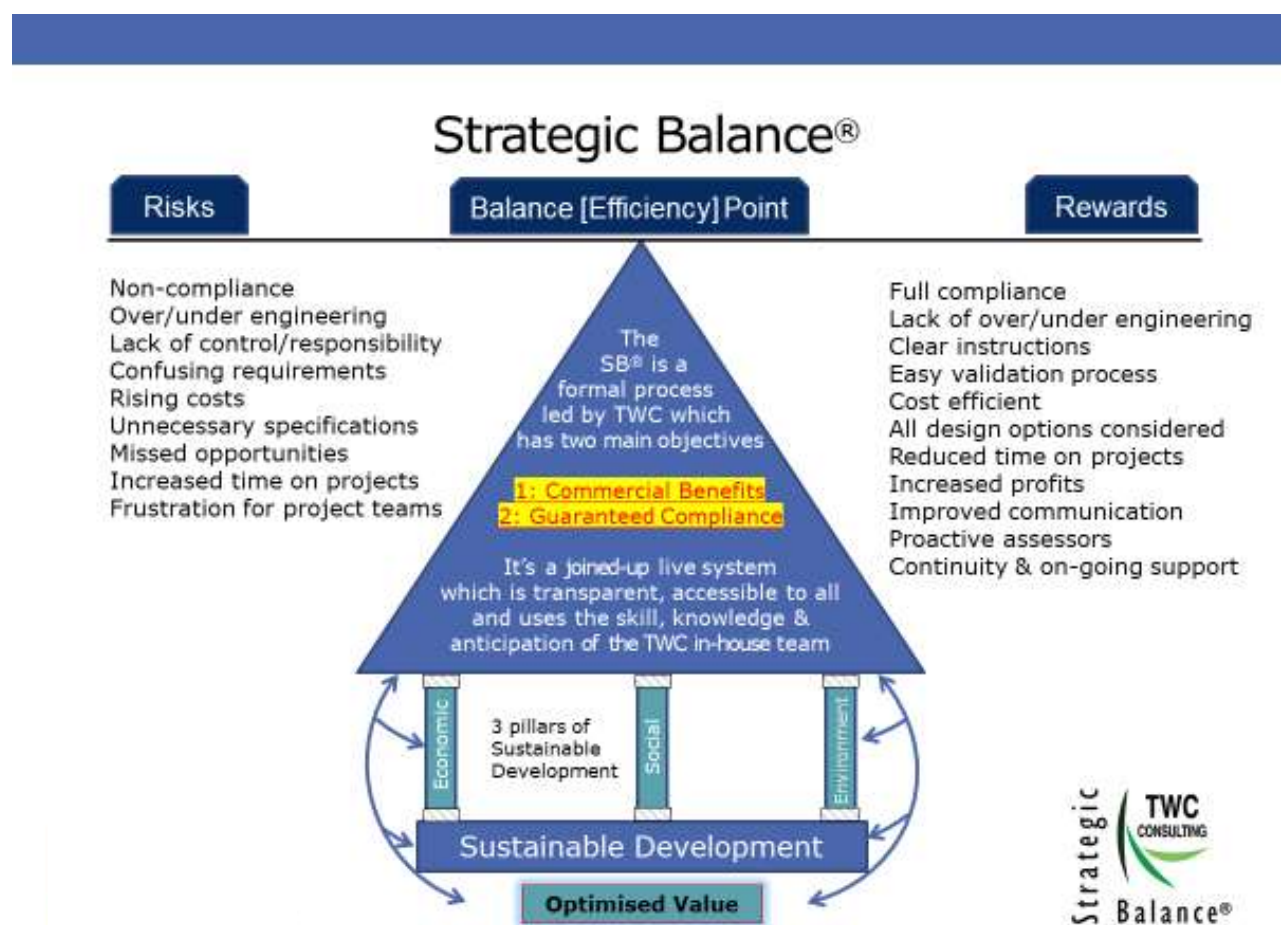 Strategic Balance®
Risks
Balance [Efficiency] Point
Rewards
Non-compliance
Over/under engineering
Lack of control/responsibility
Confusing requirements
Rising costs
Unnecessary specifications
Missed opportunities
Increased time on projects
Frustration for project teams
The
SB® is a
formal process
led by TWC which
has two main objectives
1: Commercial Benefits
2: Guaranteed Compliance
It's a joined-up live system
which is transparent, accessible to all
and uses the skill, knowledge &
anticipation of the TWC in-house team
Full compliance
Lack of over/under engineering
Clear instructions
Easy validation process
Cost efficient
All design options considered
Reduced time on projects
Increased profits
Improved communication
Proactive assessors
Continuity & on-going support
Economic
3 pillars of
Sustainable
Development
Social
Environment
Sustainable Development
Optimised Value
Strategic
TWC
CONSULTING
Balance®